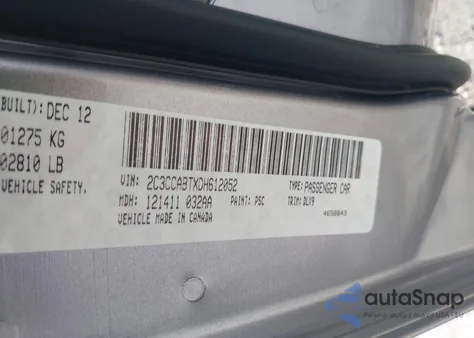 BUILT): DEC 12
01275 KG
02810 LB
VEHICLE SAFETY,
VIN: 2C3CCABTXDH612052
TYPE: PASSENGER CAR
MDH: 121411 032AA
PAINT: PSC
TRIM: DLX9
VEHICLE MADE IN CANADA
4658843
autoSnap